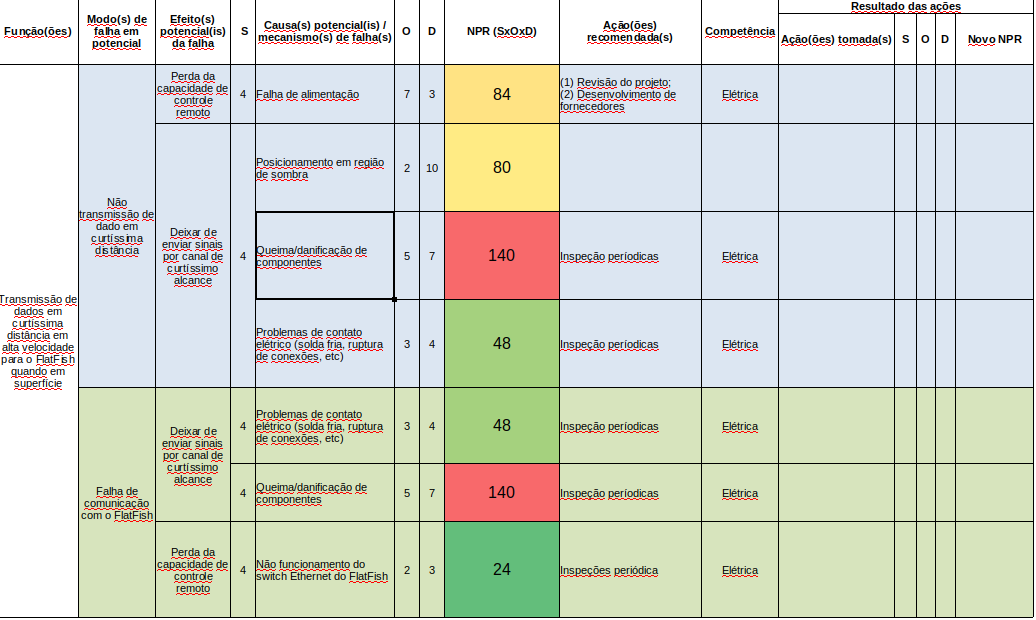 Resultado das ações
Função(ões)
Modo(s) de
falha em
potencial
Efeito(s)
potencial(is)
da falha
S
Causa(s) potencial(is) /
mecanismo(s) de falha(s)
O
D
NPR (SxOxD)
Ação(ões)
recomendada(s)
Competência
Ação(ões) tomada(s)
S
O
D
Novo NPR
Transmissão de
dados em
curtíssima
distância em
alta velocidade
para o FlatFish
quando em
superfície
Não
transmissão de
dado em
curtíssima
distância
Perda da
capacidade de
controle
remoto
4
Falha de alimentação
7
3
84
(1) Revisão do projeto;
(2) Desenvolvimento de
fornecedores
Elétrica
Deixar de
enviar sinais
por canal de
curtíssimo
alcance
4
Posicionamento em região
de sombra
2
10
80
Queima/danificação de
componentes
5
7
140
Inspeção períodicas
Elétrica
Problemas de contato
elétrico (solda fria, ruptura
de conexões, etc)
3
4
48
Inspeção períodicas
Elétrica
Falha de
comunicação
com o FlatFish
Deixar de
enviar sinais
por canal de
curtíssimo
alcance
4
Problemas de contato
elétrico (solda fria, ruptura
de conexões, etc)
3
4
48
Inspeção períodicas
Elétrica
4
Queima/danificação de
componentes
5
7
140
Inspeção períodicas
Elétrica
Perda da
capacidade de
controle
remoto
4
Não funcionamento do
switch Ethernet do FlatFish
2
3
24
Inspeções periódica
Elétrica